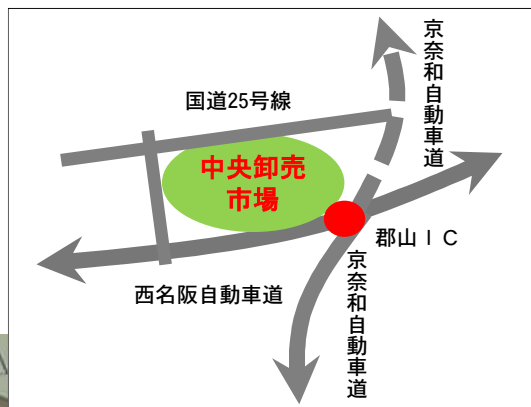 京奈和自動車道
国道25号線
中央卸売
市場
郡山ＩＣ
西名阪自動車道
京奈和自動車道